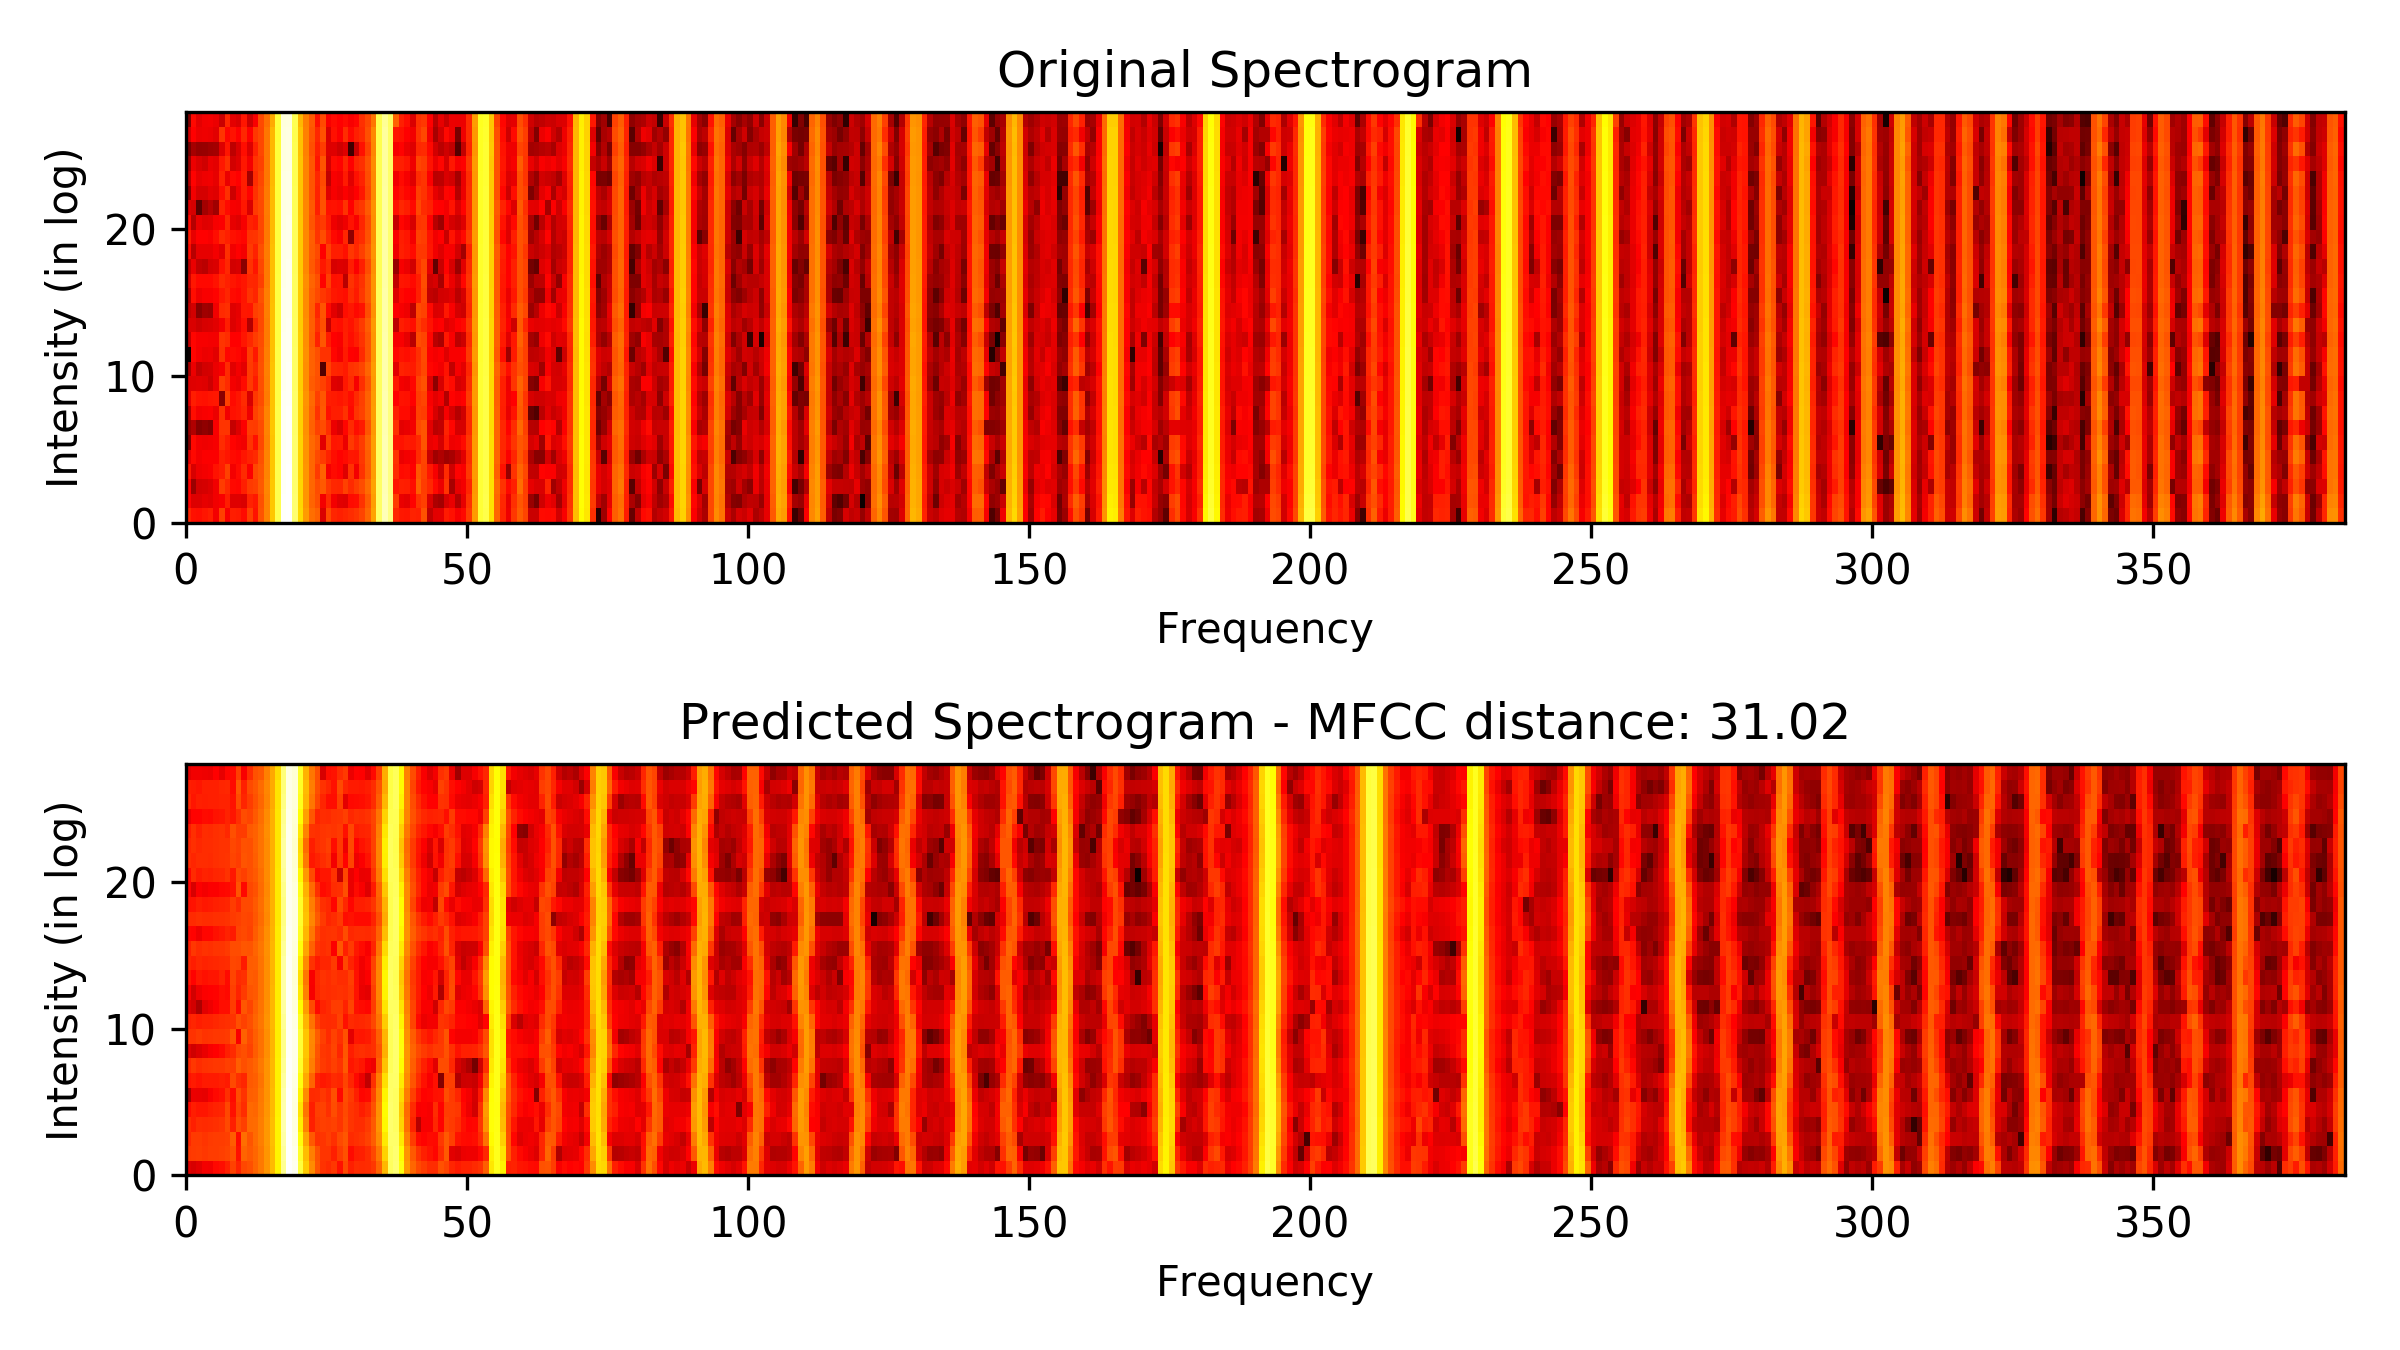 Original Spectrogram
Intensity (in log)
20
10
0
0 50 100 150 200 250 300 350
Frequency
Predicted Spectrogram - MFCC distance: 31.02
Intensity (in log)
20
10
0
0 50 100 150 200 250 300 350
Frequency